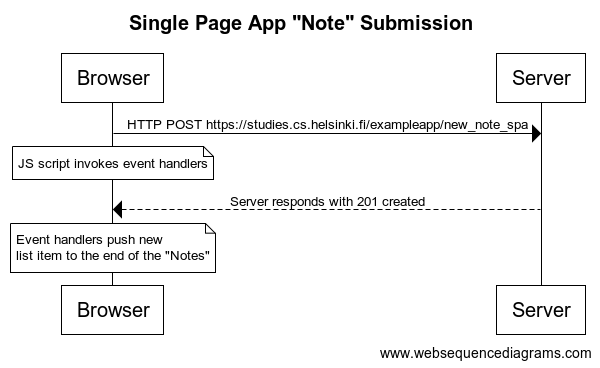 Single Page App "Note" Submission
Browser
Server
HTTP POST https://studies.cs.helsinki.fi/exampleapp/new_note_spa
JS script invokes event handlers
Server responds with 201 created
Event handlers push new
list item to the end of the "Notes"
Browser
Server
www.websequencediagrams.com